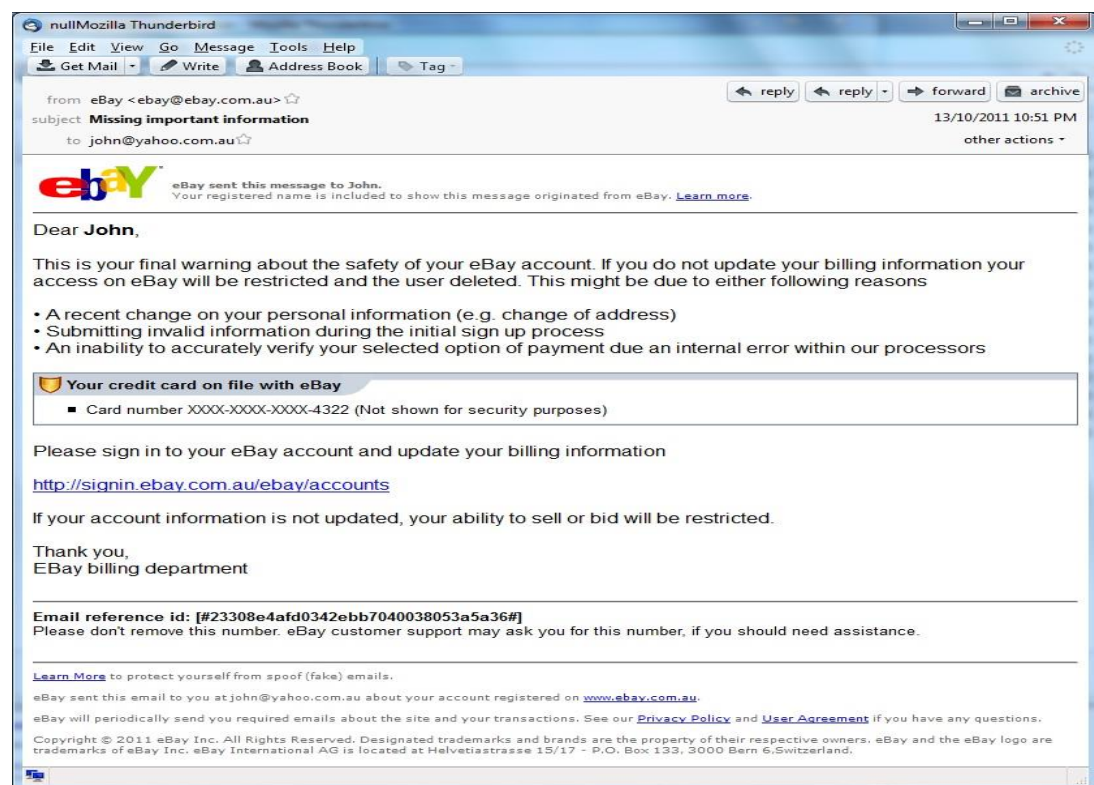 nullMozilla Thunderbird
File Edit View Go Message Tools Help
Get Mail Write Address Book Tag
from eBay <ebay@ebay.com.au> reply reply forward archive
subject Missing important information 13/10/2011 10:51 PM
to john@yahoo.com.au other actions
ebaY eBay sent this message to John.
Your registered name is included to show this message originated from eBay. Learn more.
Dear John,
This is your final warning about the safety of your eBay account. If you do not update your billing information your
access on eBay will be restricted and the user deleted. This might be due to either following reasons
• A recent change on your personal information (e.g. change of address)
• Submitting invalid information during the initial sign up process
• An inability to accurately verify your selected option of payment due an internal error within our processors
Your credit card on file with eBay
▪ Card number XXXX-XXXX-XXXX-4322 (Not shown for security purposes)
Please sign in to your eBay account and update your billing information
http://signin.ebay.com.au/ebay/accounts
If your account information is not updated, your ability to sell or bid will be restricted.
Thank you,
EBay billing department
Email reference id: [#23308e4afd0342ebb7040038053a5a36#]
Please don't remove this number. eBay customer support may ask you for this number, if you should need assistance.
Learn More to protect yourself from spoof (fake) emails.
eBay sent this email to you at john@yahoo.com.au about your account registered on www.ebay.com.au.
eBay will periodically send you required emails about the site and your transactions. See our Privacy Policy and User Agreement if you have any questions.
Copyright © 2011 eBay Inc. All Rights Reserved. Designated trademarks and brands are the property of their respective owners. eBay and the eBay logo are
trademarks of eBay Inc. eBay International AG is located at Helvetiastrasse 15/17 - P.O. Box 133, 3000 Bern 6,Switzerland.